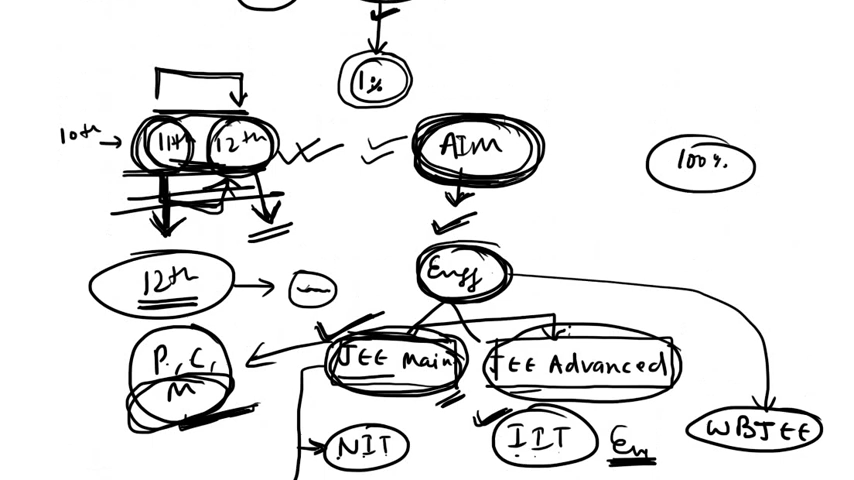 1%
10th → 11th 12th AIM 100%
12th
Engg
P, C,
M
JEE Main JEE Advanced
NIT IIT WBJEE